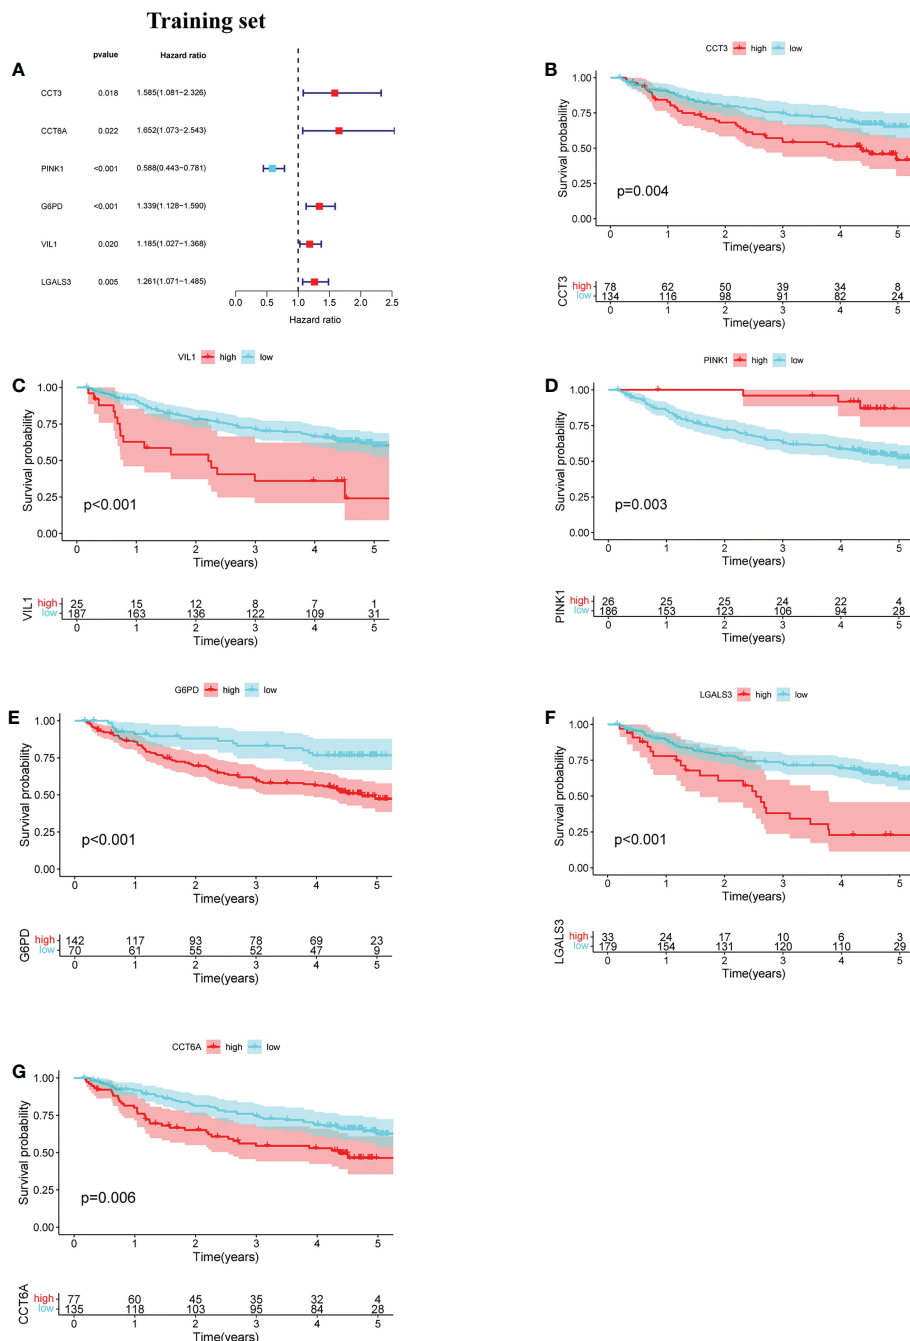 Training set
A
pvalue Hazard ratio
CCT3 0.018 1.585(1.081−2.326)
CCT6A 0.022 1.652(1.073−2.543)
PINK1 <0.001 0.588(0.443−0.781)
G6PD <0.001 1.339(1.128−1.590)
VIL1 0.020 1.185(1.027−1.368)
LGALS3 0.005 1.261(1.071−1.485)
0.0 0.5 1.0 1.5 2.0 2.5
Hazard ratio
B
CCT3 high low
Survival probability
1.00
0.75
0.50
0.25
0.00
p=0.004
0 1 2 3 4 5
Time(years)
CCT3
high 78 62 50 39 34 8
low 134 116 98 91 82 24
0 1 2 3 4 5
Time(years)
C
VIL1 high low
Survival probability
1.00
0.75
0.50
0.25
0.00
p<0.001
0 1 2 3 4 5
Time(years)
VIL1
high 25 15 12 8 7 1
low 187 163 136 122 109 31
0 1 2 3 4 5
Time(years)
D
PINK1 high low
Survival probability
1.00
0.75
0.50
0.25
0.00
p=0.003
0 1 2 3 4 5
Time(years)
PINK1
high 26 25 25 24 22 4
low 186 153 123 106 94 28
0 1 2 3 4 5
Time(years)
E
G6PD high low
Survival probability
1.00
0.75
0.50
0.25
0.00
p<0.001
0 1 2 3 4 5
Time(years)
G6PD
high 142 117 93 78 69 23
low 70 61 55 52 47 9
0 1 2 3 4 5
Time(years)
F
LGALS3 high low
Survival probability
1.00
0.75
0.50
0.25
0.00
p<0.001
0 1 2 3 4 5
Time(years)
LGALS3
high 33 24 17 10 6 3
low 179 154 131 120 110 29
0 1 2 3 4 5
Time(years)
G
CCT6A high low
Survival probability
1.00
0.75
0.50
0.25
0.00
p=0.006
0 1 2 3 4 5
Time(years)
CCT6A
high 77 60 45 35 32 4
low 135 118 103 95 84 28
0 1 2 3 4 5
Time(years)